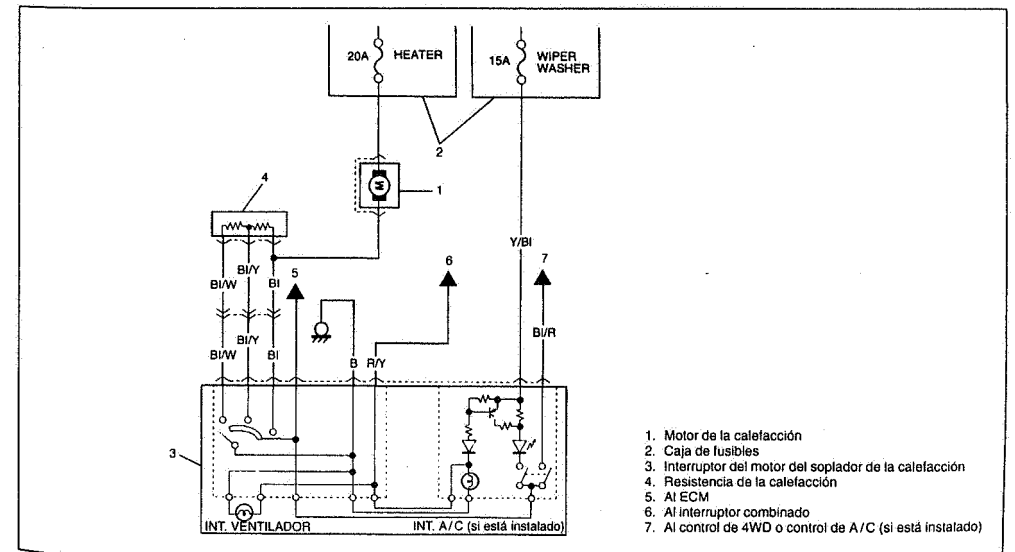 20A HEATER
15A WIPER WASHER
2
4
1
M
Y/Bl
6
7
5
Bl/W
Bl/Y
Bl
Bl/R
Bl/W
Bl/Y
Bl
B
R/Y
3
INT. VENTILADOR
INT. A/C (si está instalado)
1. Motor de la calefacción
2. Caja de fusibles
3. Interruptor del motor del soplador de la calefacción
4. Resistencia de la calefacción
5. Al ECM
6. Al interruptor combinado
7. Al control de 4WD o control de A/C (si está instalado)